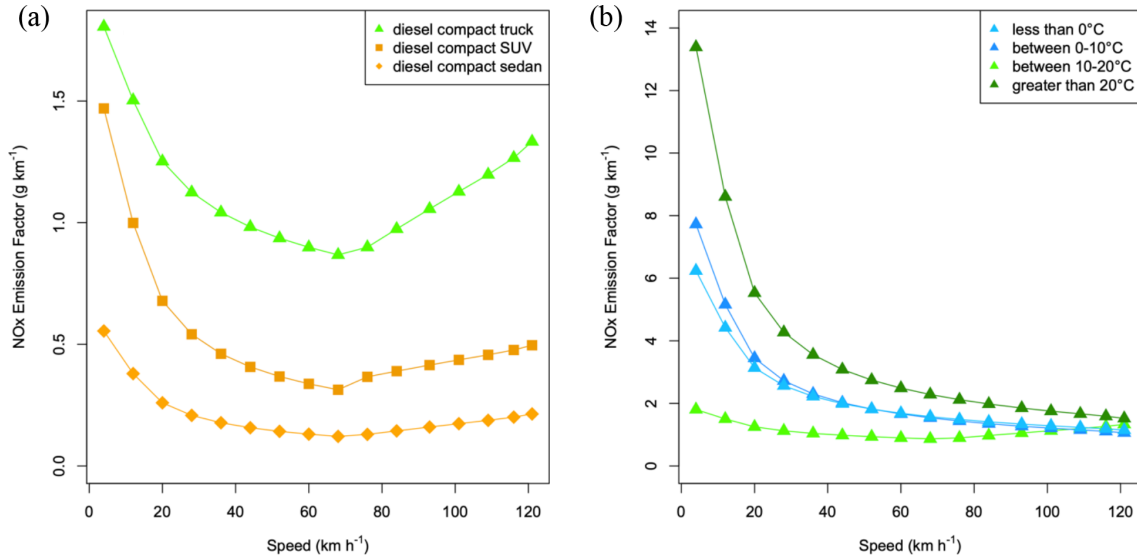 (a)
diesel compact truck
diesel compact SUV
diesel compact sedan
NOx Emission Factor (g km⁻¹)
1.5
1.0
0.5
0.0
0 20 40 60 80 100 120
Speed (km h⁻¹)
(b)
less than 0°C
between 0-10°C
between 10-20°C
greater than 20°C
NOx Emission Factor (g km⁻¹)
14
12
10
8
6
4
2
0
0 20 40 60 80 100 120
Speed (km h⁻¹)